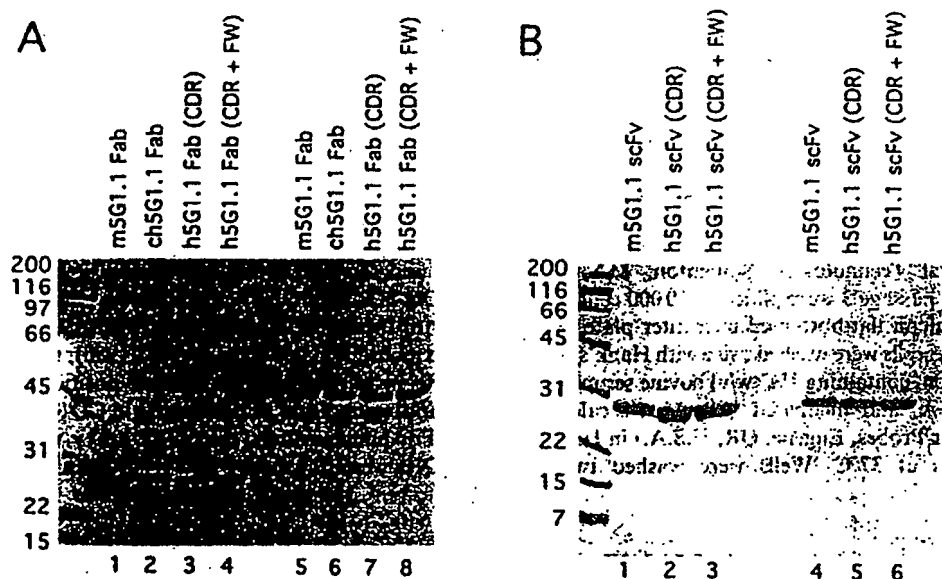 A
m5G1.1 Fab
ch5G1.1 Fab
h5G1.1 Fab (CDR)
h5G1.1 Fab (CDR + FW)
m5G1.1 Fab
ch5G1.1 Fab
h5G1.1 Fab (CDR)
h5G1.1 Fab (CDR + FW)
200
116
97
66
45
31
22
15
1 2 3 4 5 6 7 8
B
m5G1.1 scFv
h5G1.1 scFv (CDR)
h5G1.1 scFv (CDR + FW)
m5G1.1 scFv
h5G1.1 scFv (CDR)
h5G1.1 scFv (CDR + FW)
200
116
66
45
31
22
15
7
1 2 3 4 5 6